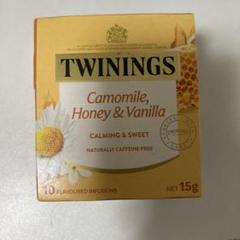 TWININGS
Camomile,
Honey & Vanilla
CALMING & SWEET
NATURALLY CAFFEINE FREE
10 FLAVOURED INFUSIONS
NET 15g